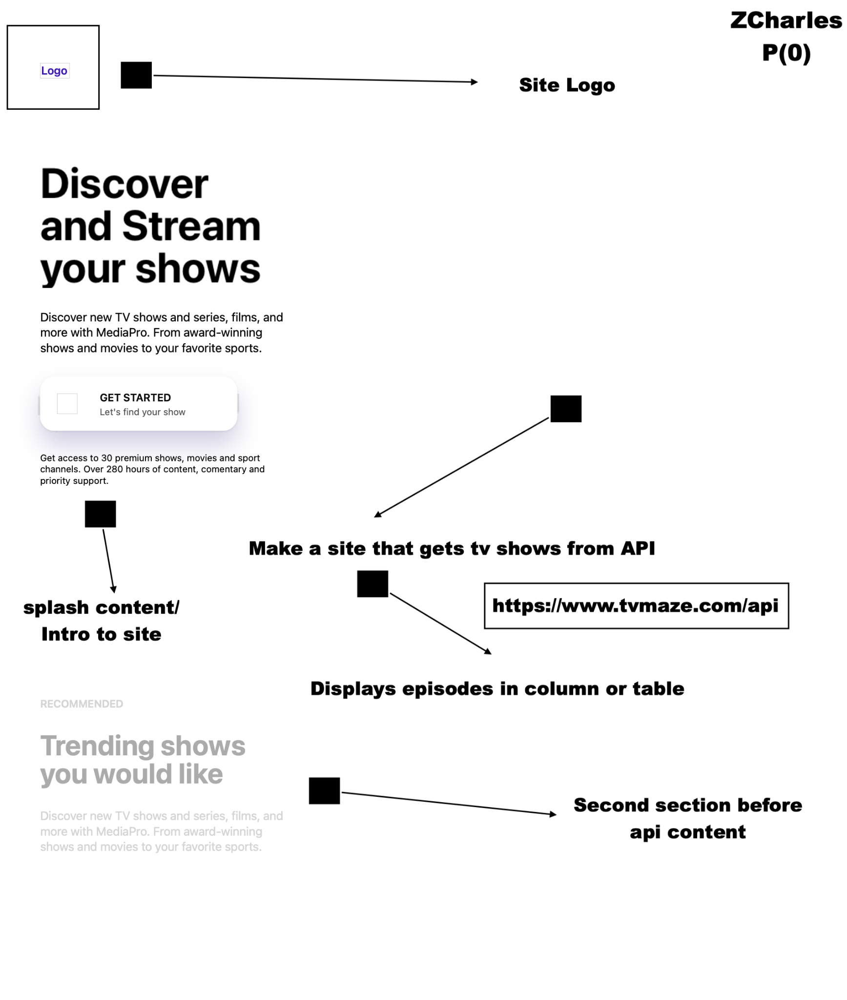 ZCharles
P(0)
Logo
Site Logo
Discover
and Stream
your shows
Discover new TV shows and series, films, and
more with MediaPro. From award-winning
shows and movies to your favorite sports.
GET STARTED
Let's find your show
Get access to 30 premium shows, movies and sport
channels. Over 280 hours of content, comentary and
priority support.
Make a site that gets tv shows from API
https://www.tvmaze.com/api
splash content/
Intro to site
Displays episodes in column or table
RECOMMENDED
Trending shows
you would like
Discover new TV shows and series, films, and
more with MediaPro. From award-winning
shows and movies to your favorite sports.
Second section before
api content